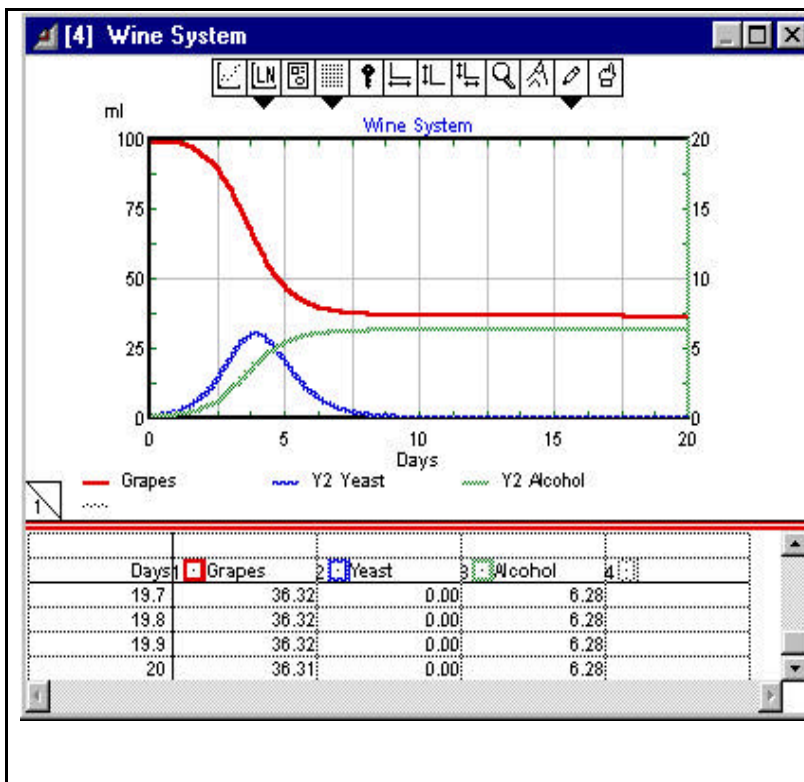 [4] Wine System
LN
ml
Wine System
100
75
50
25
0
20
15
10
5
0
0 5 10 15 20
Days
Grapes Y2 Yeast Y2 Alcohol
1
Days 1 Grapes 2 Yeast 3 Alcohol 4
19.7 36.32 0.00 6.28
19.8 36.32 0.00 6.28
19.9 36.32 0.00 6.28
20 36.31 0.00 6.28